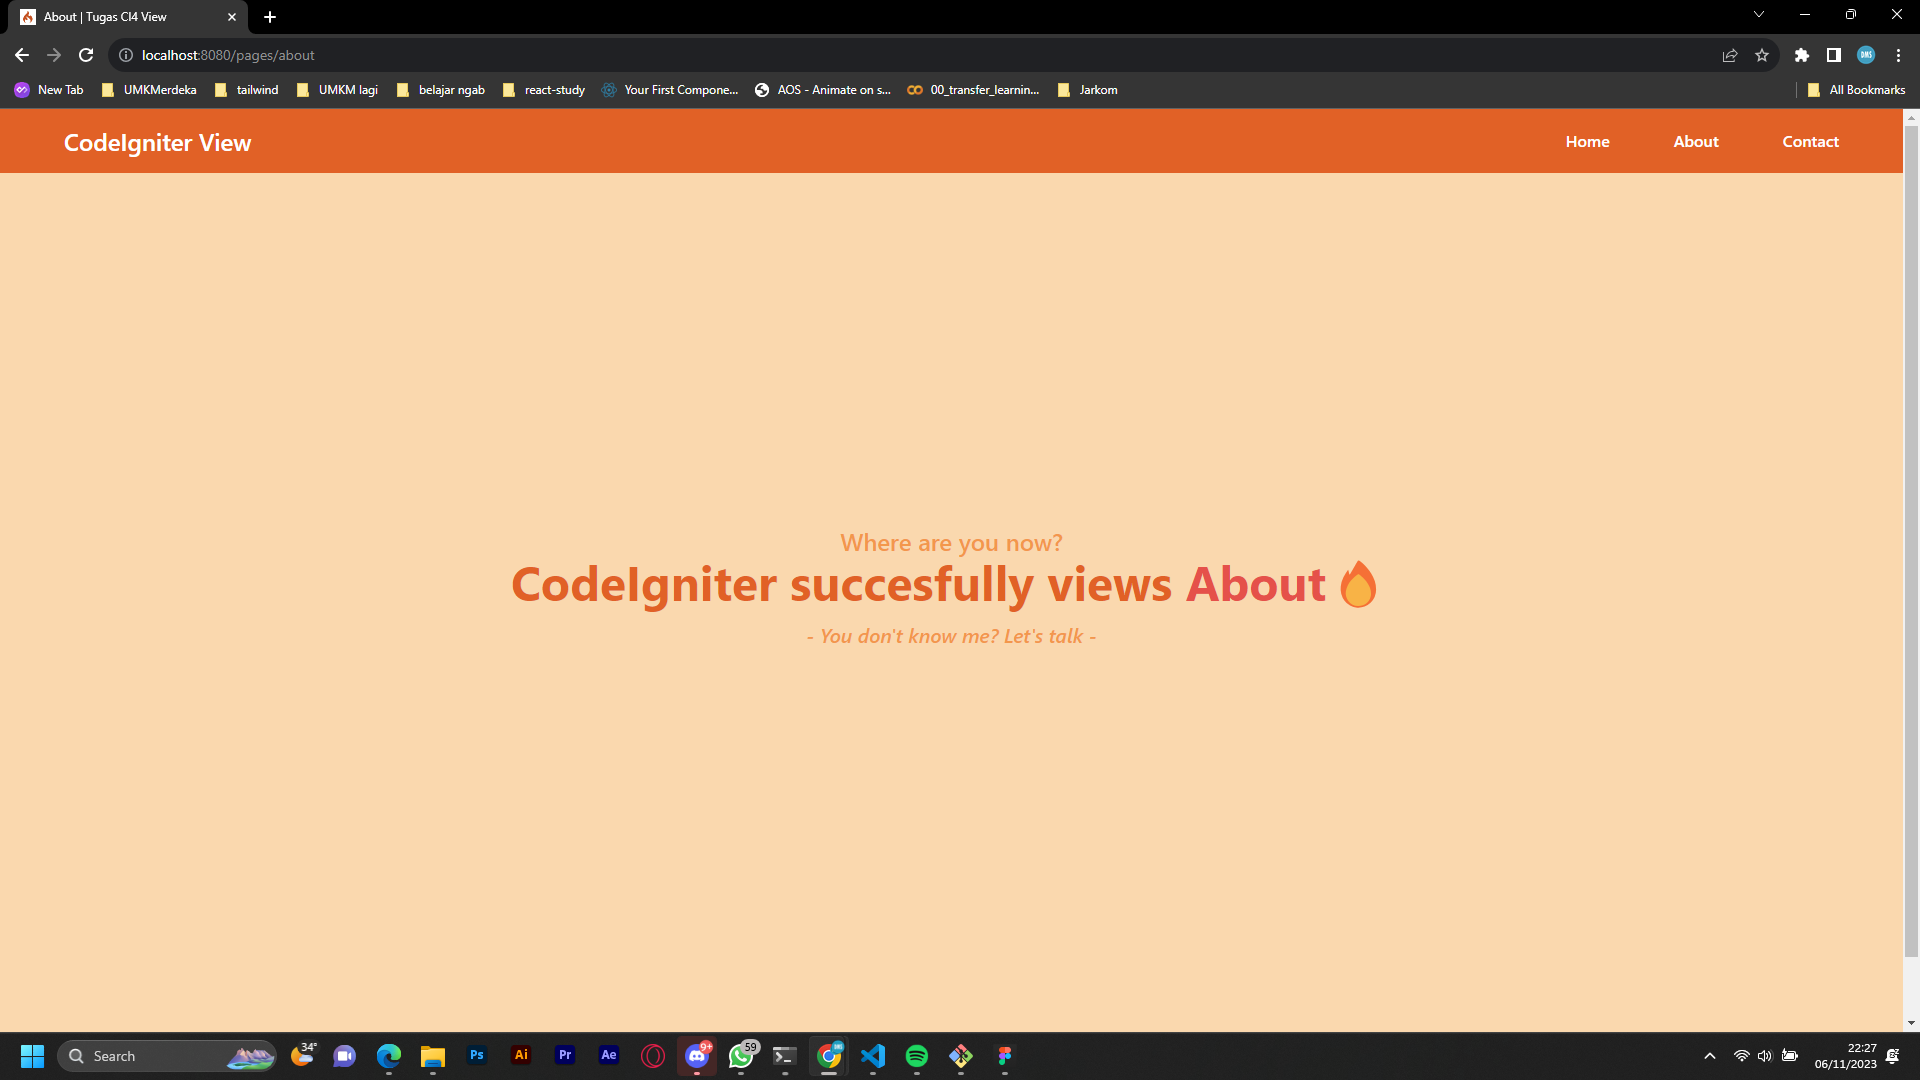 About | Tugas CI4 View
localhost:8080/pages/about
New Tab
UMKMerdeka
tailwind
UMKM lagi
belajar ngab
react-study
Your First Compone...
AOS - Animate on s...
00_transfer_learnin...
Jarkom
All Bookmarks
CodeIgniter View
Home
About
Contact
Where are you now?
CodeIgniter succesfully views About
- You don't know me? Let's talk -
Search
34°
Ps
Ai
Pr
Ae
9+
59
22:27
06/11/2023